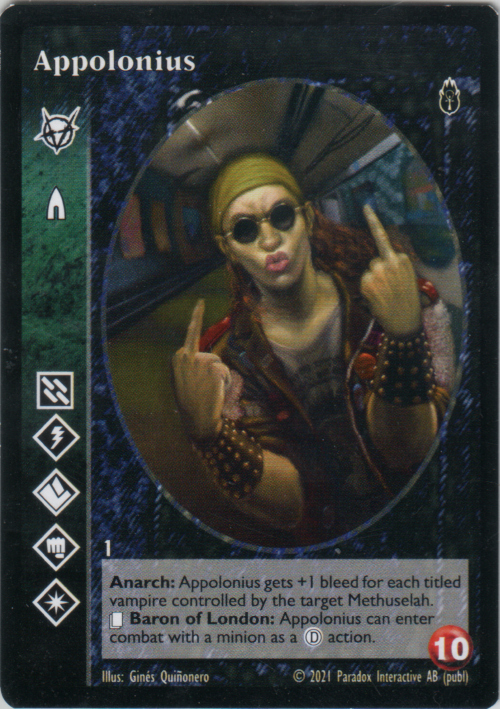 Appolonius
1
Anarch: Appolonius gets +1 bleed for each titled
vampire controlled by the target Methuselah.
Baron of London: Appolonius can enter
combat with a minion as a Ⓓ action.
10
Illus: Ginés Quiñonero © 2021 Paradox Interactive AB (publ)